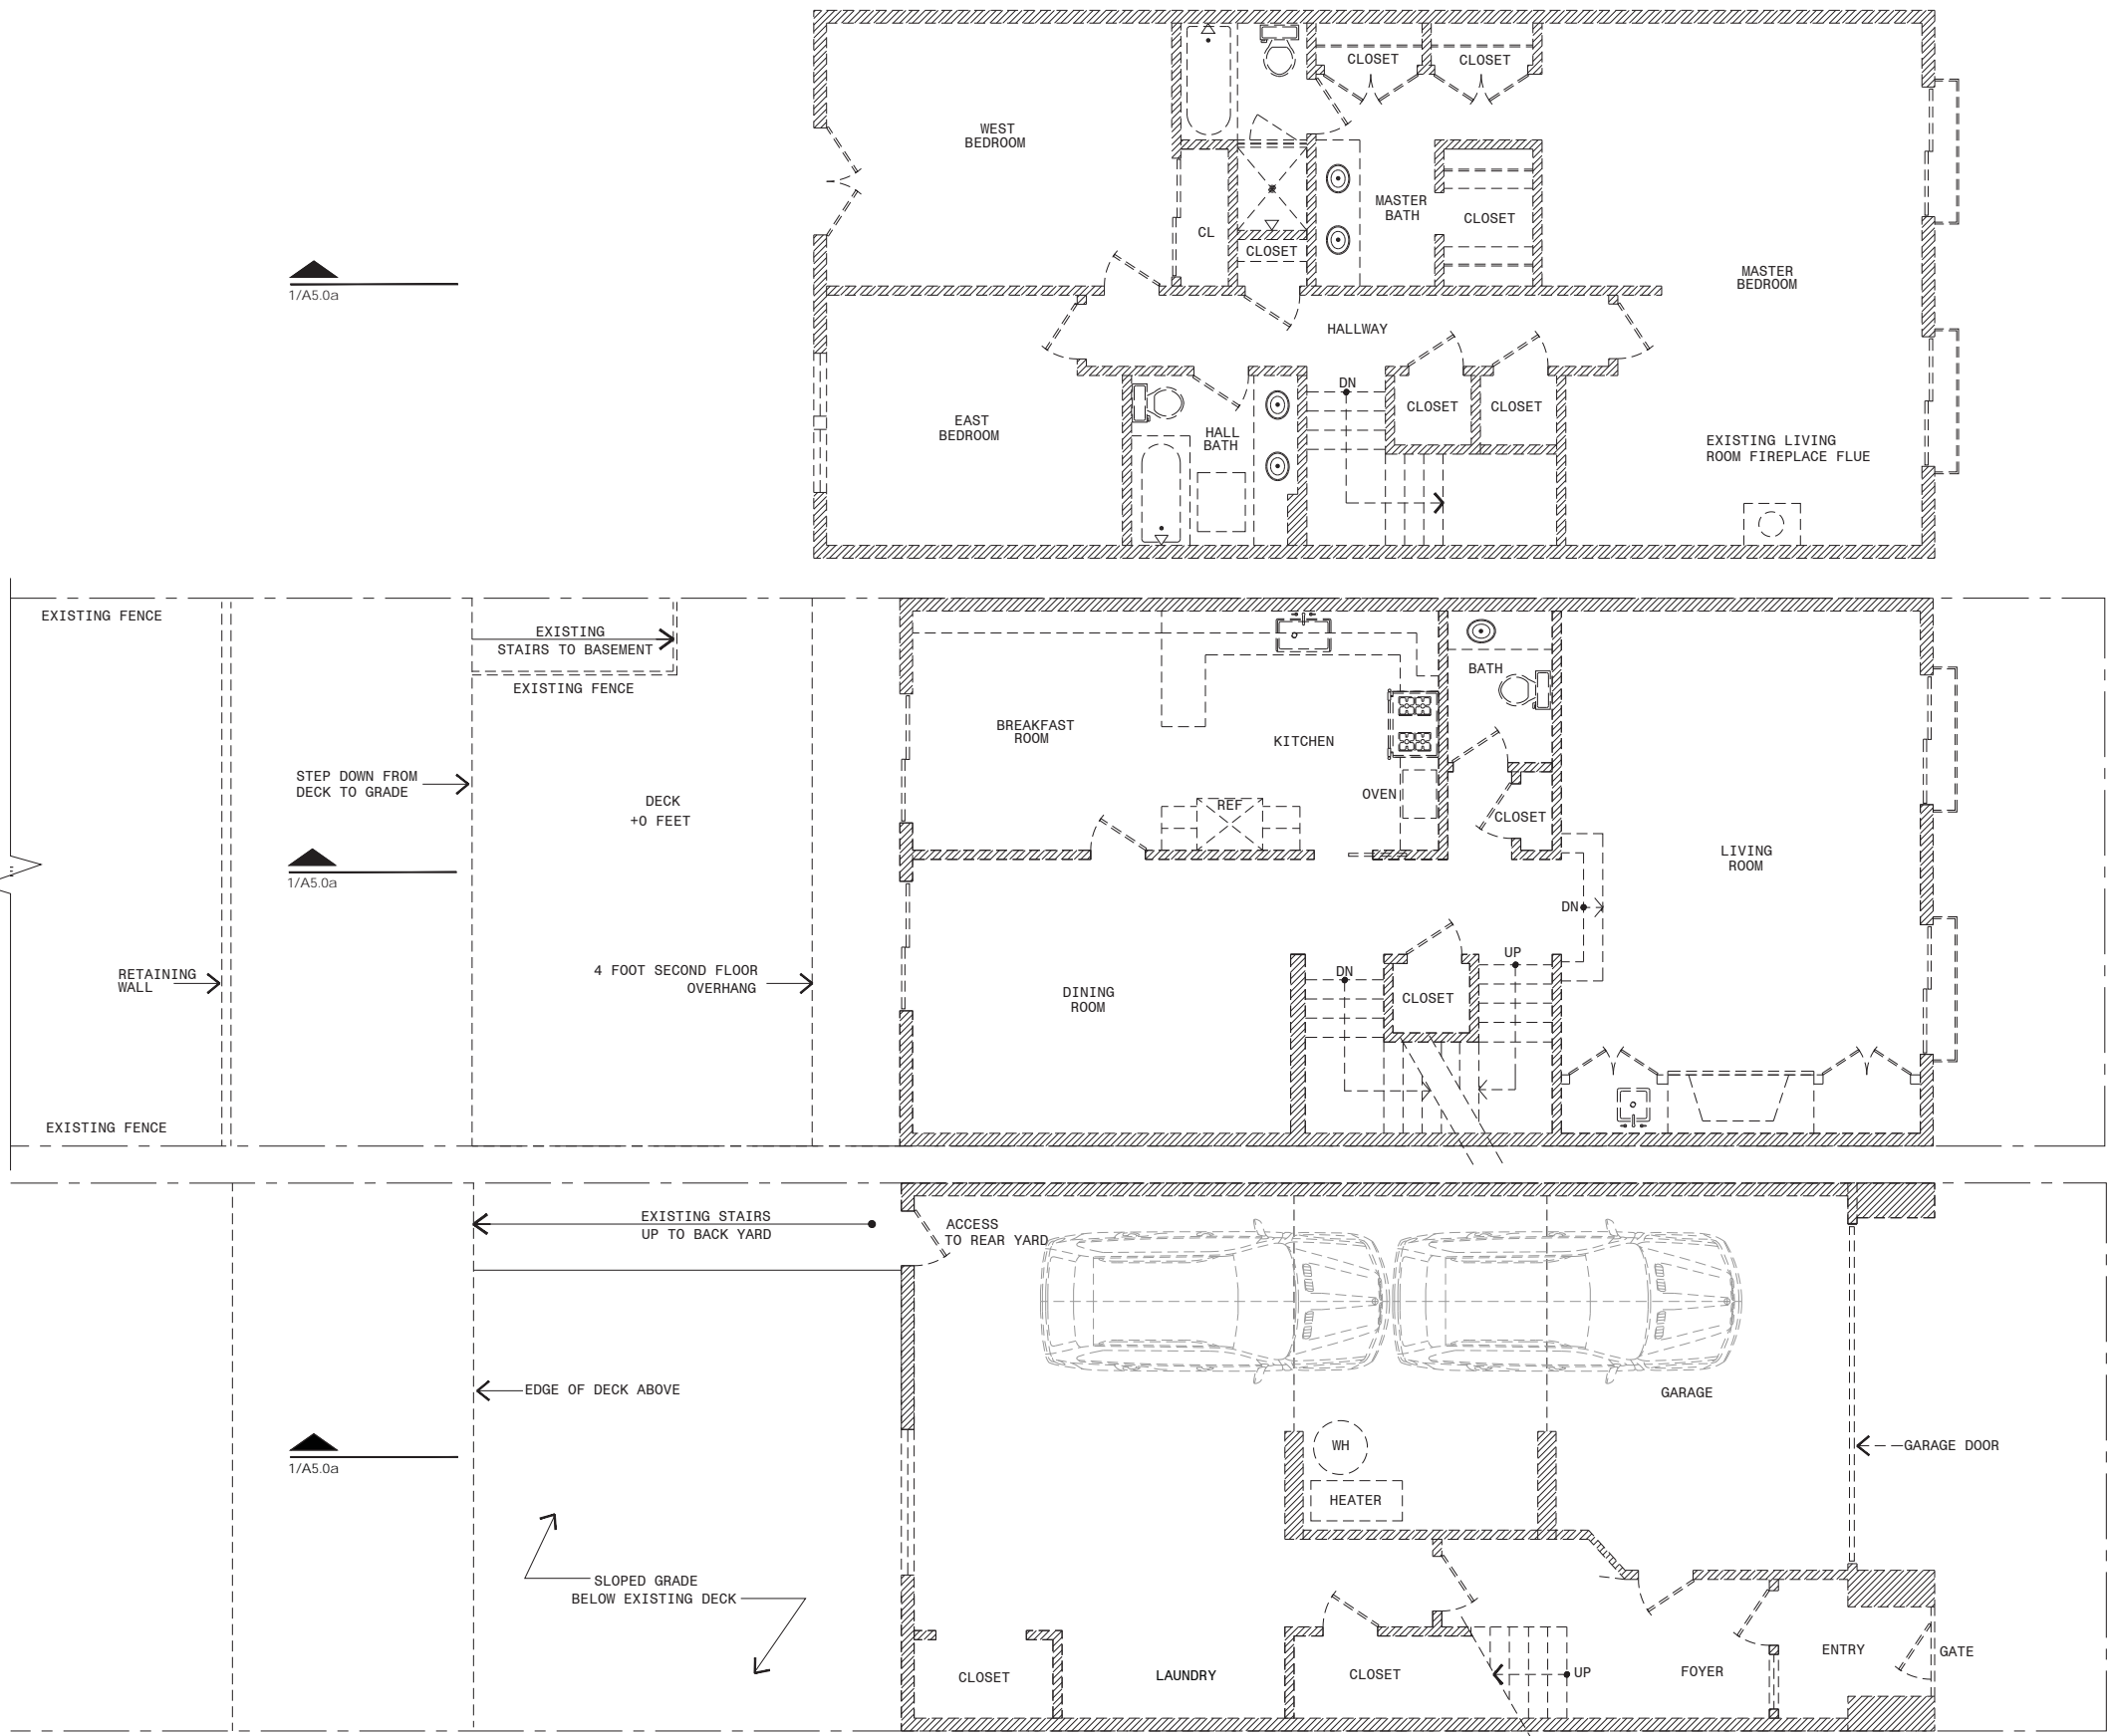 CLOSET
CLOSET
WEST
BEDROOM
MASTER
BATH
CLOSET
CL
CLOSET
MASTER
BEDROOM
1/A5.0a
HALLWAY
DN
CLOSET
CLOSET
EAST
BEDROOM
HALL
BATH
EXISTING LIVING
ROOM FIREPLACE FLUE
EXISTING FENCE
EXISTING
STAIRS TO BASEMENT
EXISTING FENCE
BATH
BREAKFAST
ROOM
KITCHEN
STEP DOWN FROM
DECK TO GRADE
DECK
+0 FEET
OVEN
REF
CLOSET
LIVING
ROOM
1/A5.0a
DN
UP
RETAINING
WALL
4 FOOT SECOND FLOOR
OVERHANG
DN
CLOSET
DINING
ROOM
EXISTING FENCE
EXISTING STAIRS
UP TO BACK YARD
ACCESS
TO REAR YARD
EDGE OF DECK ABOVE
GARAGE
WH
GARAGE DOOR
1/A5.0a
HEATER
SLOPED GRADE
BELOW EXISTING DECK
CLOSET
LAUNDRY
CLOSET
UP
FOYER
ENTRY
GATE